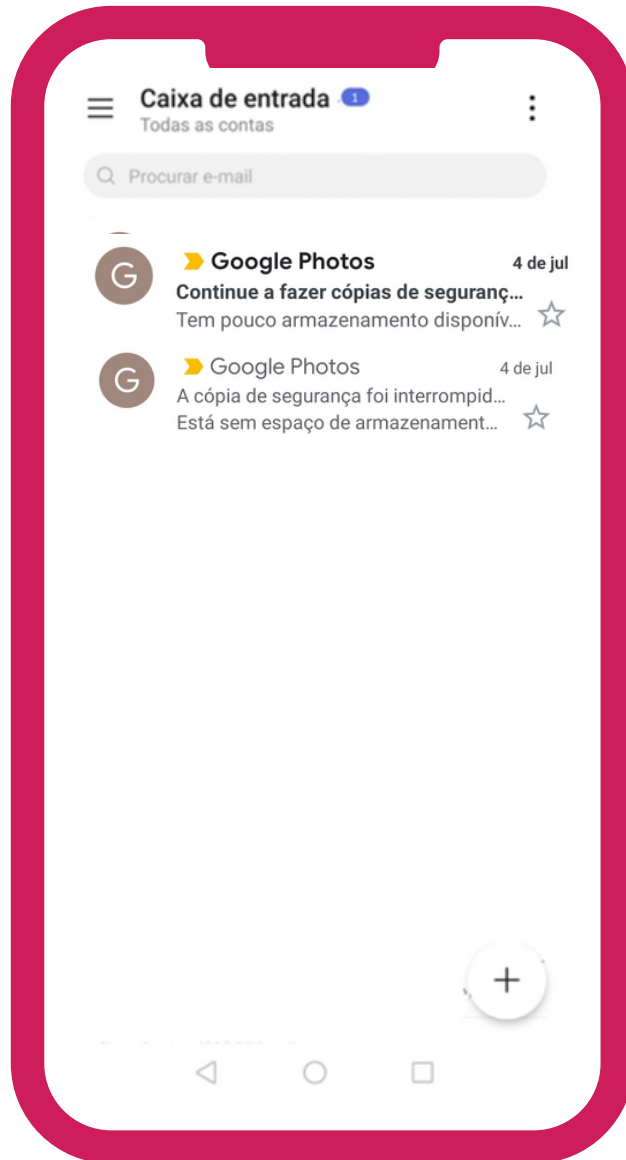 Caixa de entrada 1
Todas as contas
Procurar e-mail
G
Google Photos 4 de jul
Continue a fazer cópias de seguranç...
Tem pouco armazenamento disponív...
G
Google Photos 4 de jul
A cópia de segurança foi interrompid...
Está sem espaço de armazenament...